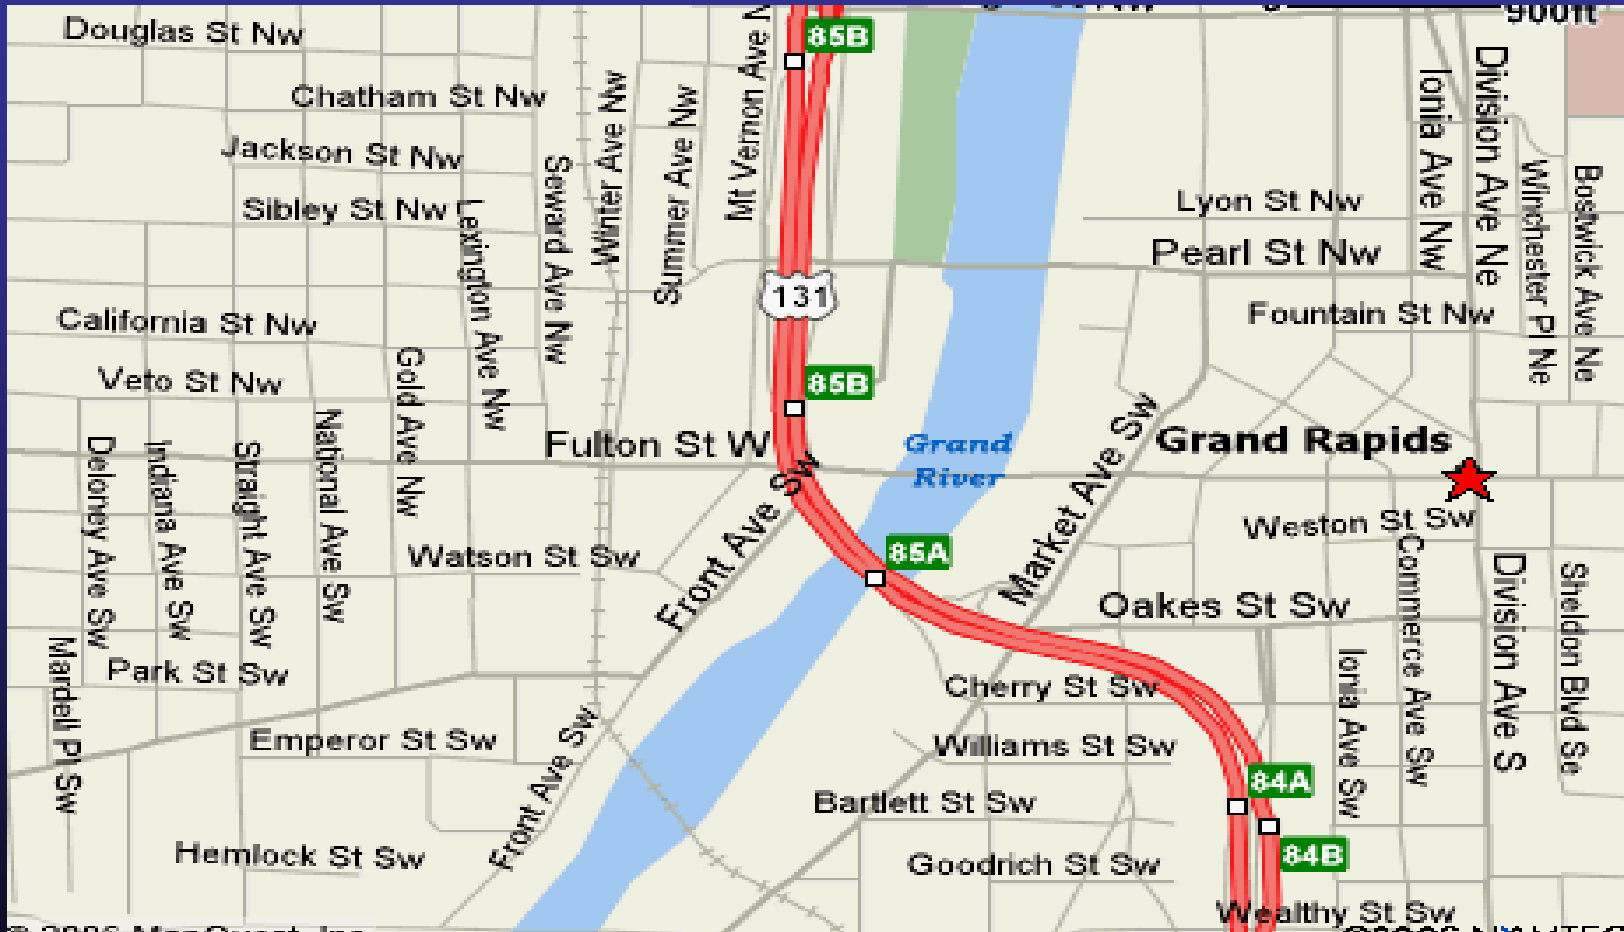 900ft
Douglas St Nw
85B
Chatham St Nw
Jackson St Nw
Sibley St Nw
Lexington Ave Nw
Seward Ave Nw
Winter Ave Nw
Summer Ave Nw
Mt Vernon Ave N
Ionia Ave Nw
Division Ave Ne
Winchester Pl Ne
Bostwick Ave Ne
Lyon St Nw
Pearl St Nw
131
Fountain St Nw
California St Nw
Veto St Nw
Gold Ave Nw
85B
Fulton St W
Grand
River
Grand Rapids
Market Ave Sw
Front Ave Sw
Deloney Ave Sw
Indiana Ave Sw
Straight Ave Sw
National Ave Sw
Weston St Sw
Watson St Sw
85A
Oakes St Sw
Commerce Ave Sw
Division Ave S
Sheldon Blvd Se
Mardell Pl Sw
Park St Sw
Cherry St Sw
Ionia Ave Sw
Emperor St Sw
Front Ave Sw
Williams St Sw
84A
Bartlett St Sw
Hemlock St Sw
Goodrich St Sw
84B
Wealthy St Sw